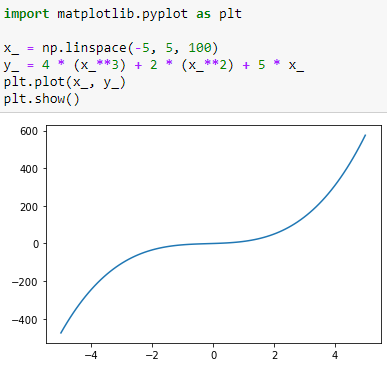 import matplotlib.pyplot as plt
x_ = np.linspace(-5, 5, 100)
y_ = 4 * (x_**3) + 2 * (x_**2) + 5 * x_
plt.plot(x_, y_)
plt.show()
600
400
200
0
−200
−400
−4 −2 0 2 4